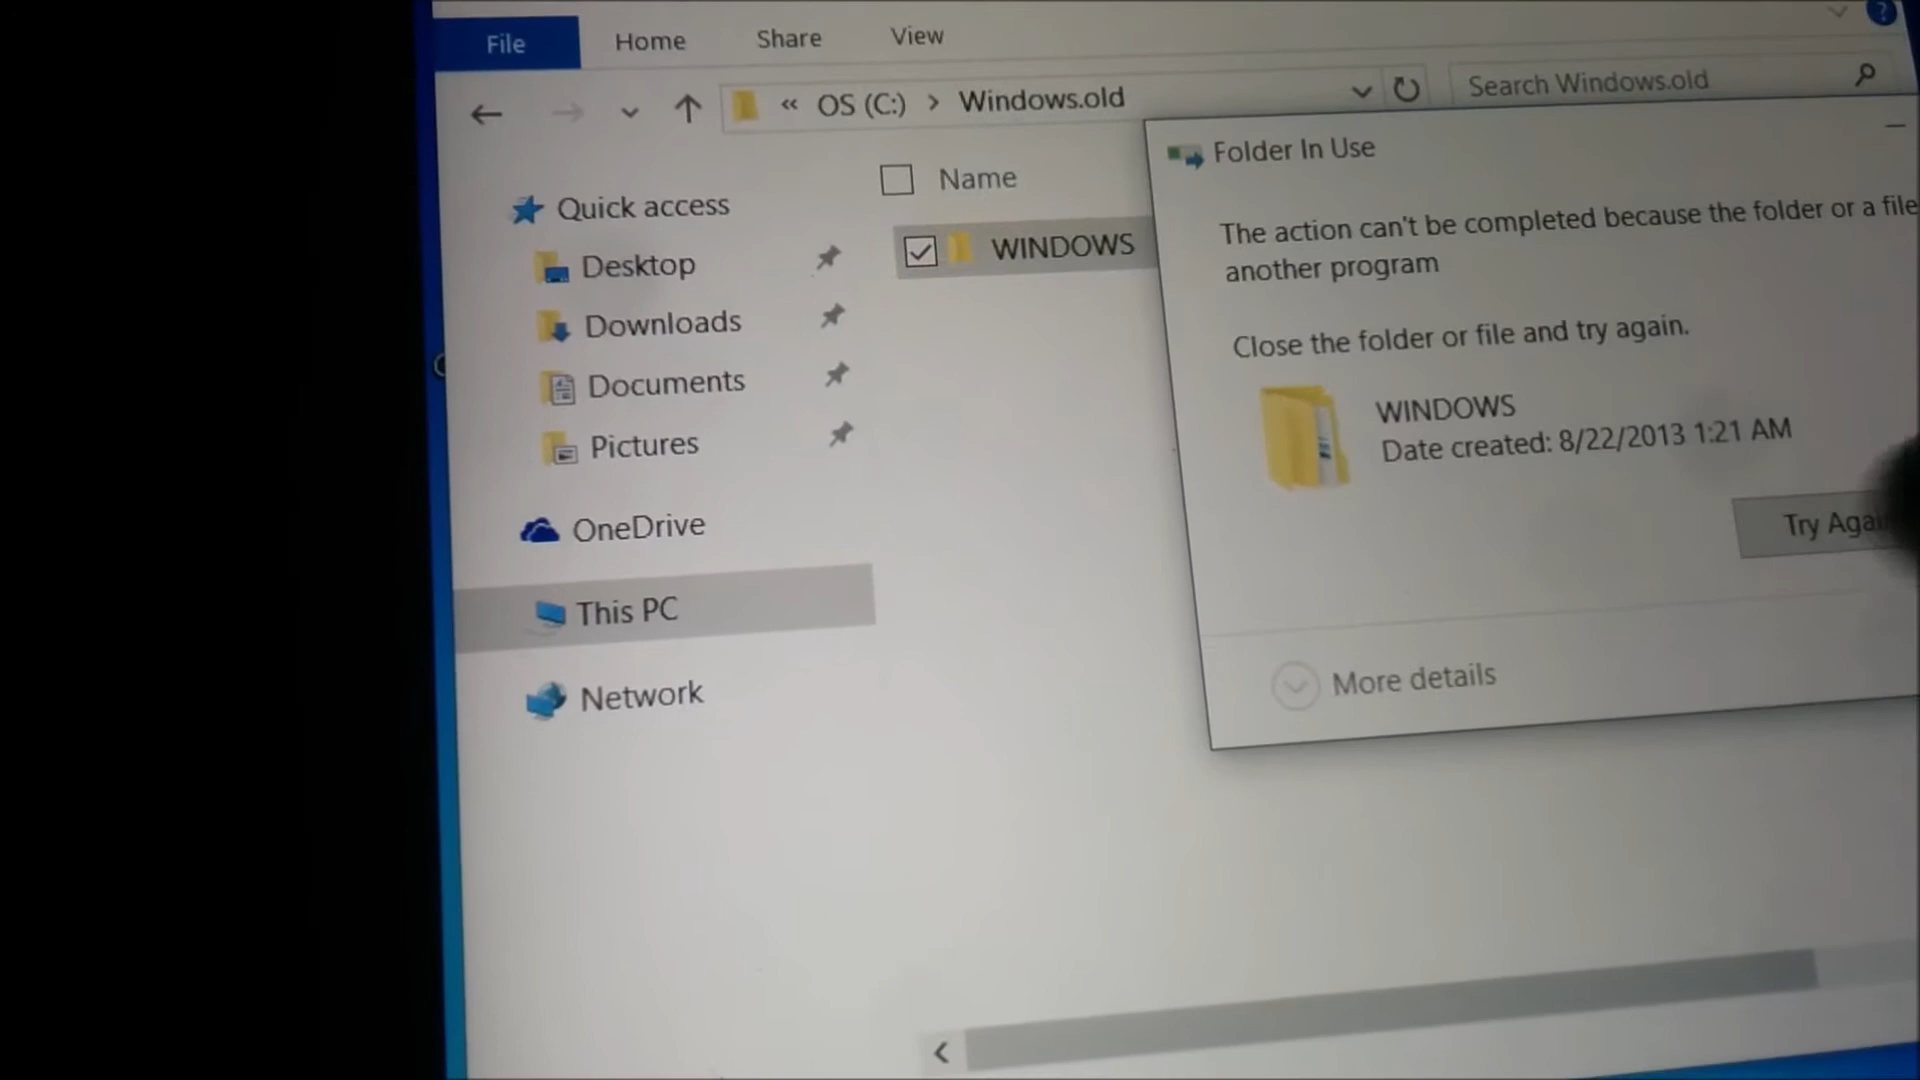 File Home Share View
« OS (C:) > Windows.old
Search Windows.old
Name
Quick access
Desktop
Downloads
Documents
Pictures
OneDrive
This PC
Network
WINDOWS
Folder In Use
The action can't be completed because the folder or a file
another program
Close the folder or file and try again.
WINDOWS
Date created: 8/22/2013 1:21 AM
Try
More details